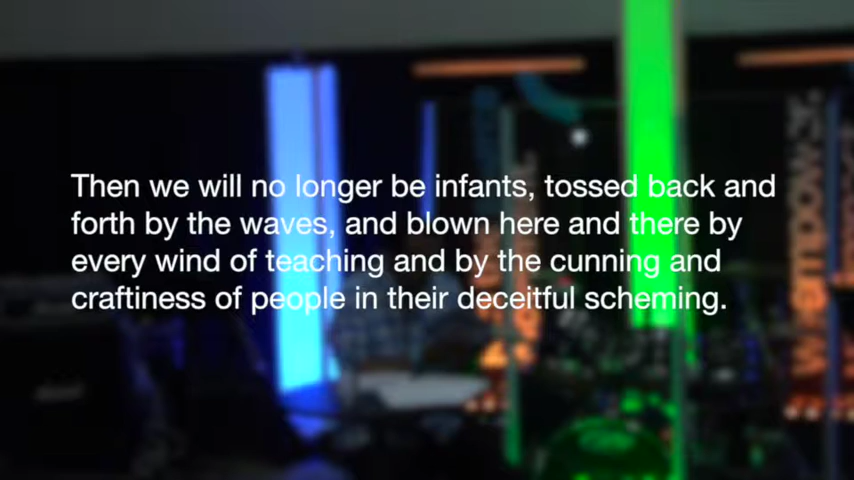 Then we will no longer be infants, tossed back and
forth by the waves, and blown here and there by
every wind of teaching and by the cunning and
craftiness of people in their deceitful scheming.